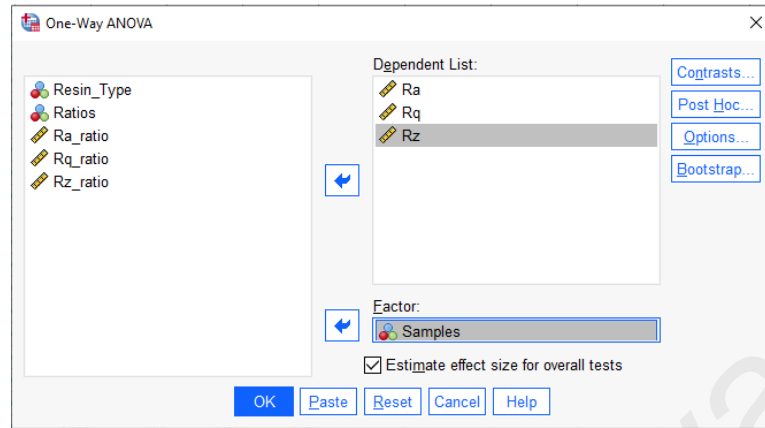 One-Way ANOVA
Resin_Type
Ratios
Ra_ratio
Rq_ratio
Rz_ratio
Dependent List:
Ra
Rq
Rz
Factor:
Samples
Estimate effect size for overall tests
Contrasts...
Post Hoc...
Options...
Bootstrap...
OK Paste Reset Cancel Help